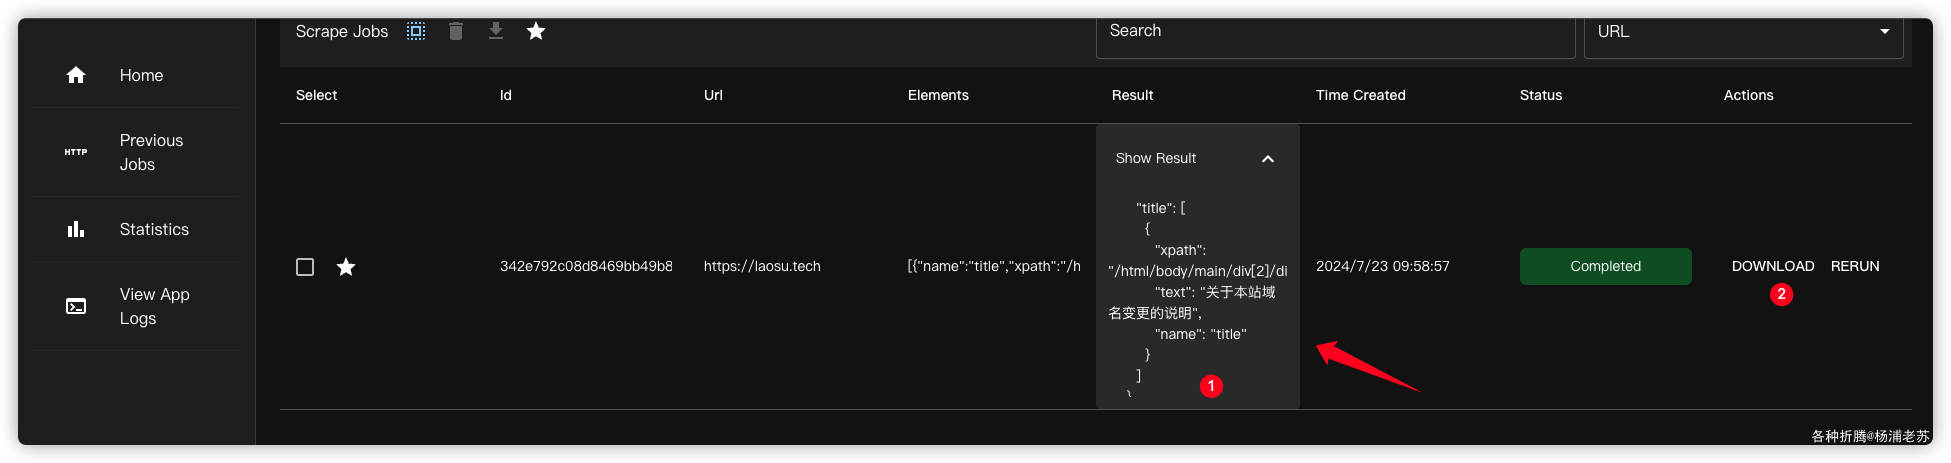 Scrape Jobs
Search
URL
Home
Previous
Jobs
HTTP
Statistics
View App
Logs
Select
Id
Url
Elements
Result
Time Created
Status
Actions
342e792c08d8469bb49b8
https://laosu.tech
[{"name":"title","xpath":"/h
Show Result
"title": [
{
"xpath":
"/html/body/main/div[2]/di
"text": "关于本站域
名变更的说明",
"name": "title"
}
]
}
1
2024/7/23 09:58:57
Completed
DOWNLOAD
RERUN
2
各种折腾@杨浦老苏